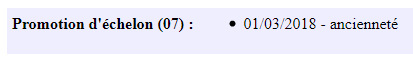 Promotion d'échelon (07) : • 01/03/2018 - ancienneté